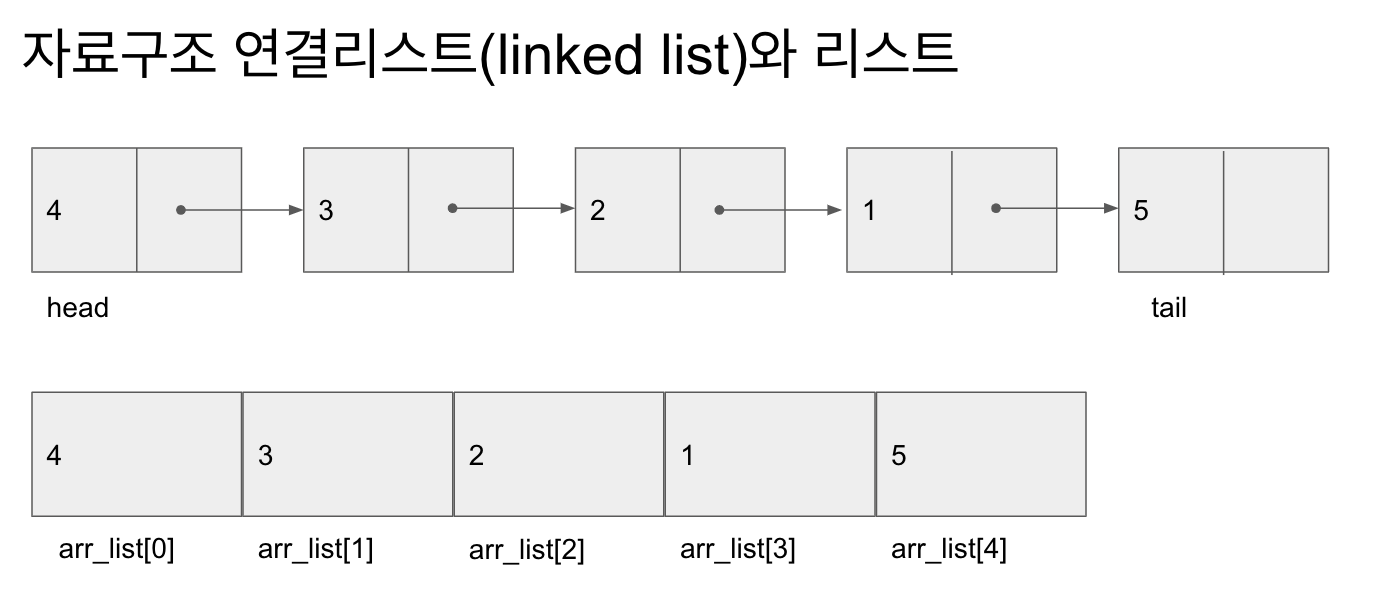 자료구조 연결리스트(linked list)와 리스트
4 3 2 1 5
head tail
4 3 2 1 5
arr_list[0] arr_list[1] arr_list[2] arr_list[3] arr_list[4]